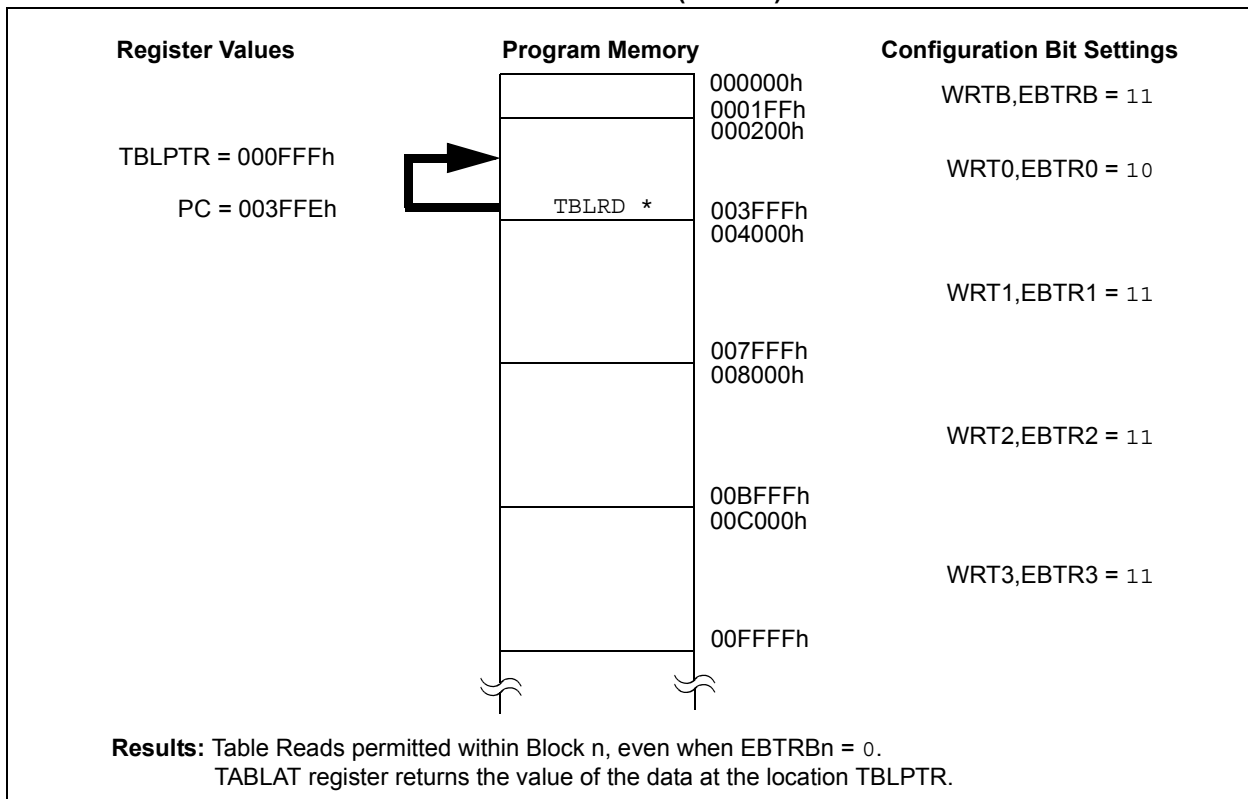 Register Values Program Memory Configuration Bit Settings
000000h
WRTB,EBTRB = 11
0001FFh
000200h
TBLPTR = 000FFFh
WRT0,EBTR0 = 10
PC = 003FFEh TBLRD * 003FFFh
004000h
WRT1,EBTR1 = 11
007FFFh
008000h
WRT2,EBTR2 = 11
00BFFFh
00C000h
WRT3,EBTR3 = 11
00FFFFh
Results: Table Reads permitted within Block n, even when EBTRBn = 0.
TABLAT register returns the value of the data at the location TBLPTR.